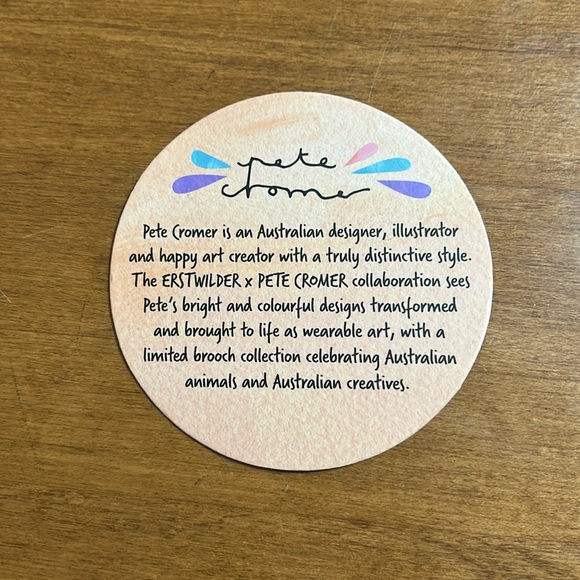 pete
cromer
Pete Cromer is an Australian designer, illustrator
and happy art creator with a truly distinctive style.
The ERSTWILDER x PETE CROMER collaboration sees
Pete's bright and colourful designs transformed
and brought to life as wearable art, with a
limited brooch collection celebrating Australian
animals and Australian creatives.